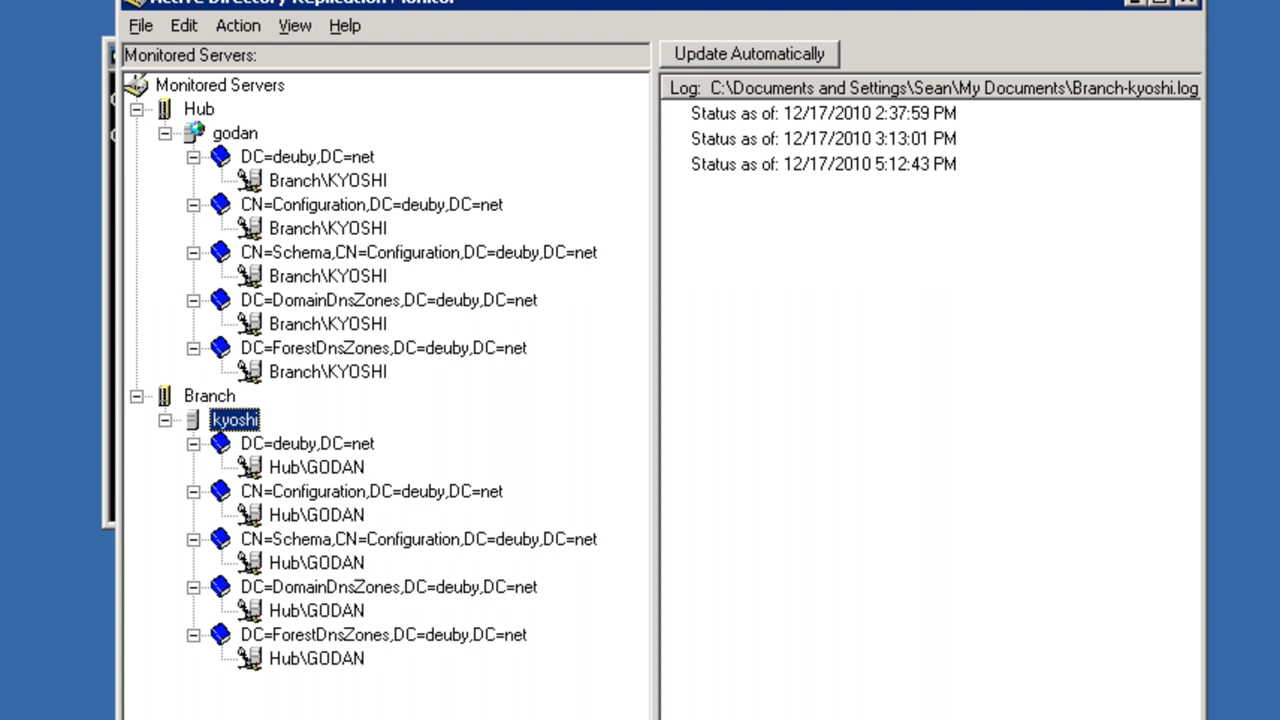 Active Directory Replication Monitor
File Edit Action View Help
Monitored Servers:
Monitored Servers
Hub
godan
DC=deuby,DC=net
Branch\KYOSHI
CN=Configuration,DC=deuby,DC=net
Branch\KYOSHI
CN=Schema,CN=Configuration,DC=deuby,DC=net
Branch\KYOSHI
DC=DomainDnsZones,DC=deuby,DC=net
Branch\KYOSHI
DC=ForestDnsZones,DC=deuby,DC=net
Branch\KYOSHI
Branch
kyoshi
DC=deuby,DC=net
Hub\GODAN
CN=Configuration,DC=deuby,DC=net
Hub\GODAN
CN=Schema,CN=Configuration,DC=deuby,DC=net
Hub\GODAN
DC=DomainDnsZones,DC=deuby,DC=net
Hub\GODAN
DC=ForestDnsZones,DC=deuby,DC=net
Hub\GODAN
Update Automatically
Log: C:\Documents and Settings\Sean\My Documents\Branch-kyoshi.log
Status as of: 12/17/2010 2:37:59 PM
Status as of: 12/17/2010 3:13:01 PM
Status as of: 12/17/2010 5:12:43 PM